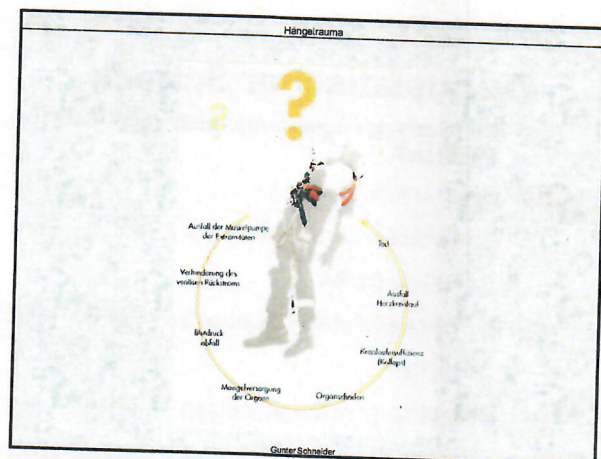 Hängetrauma
?
?
Ausfall der Muskelpumpe
der Extremitäten
Verhinderung des
venösen Rückstroms
Blutdruck
abfall
Mangelversorgung
der Organe
Organschäden
Kreislaufinsuffizienz
(Kollaps)
Ausfall
Herzkreislauf
Tod
Gunter Schneider